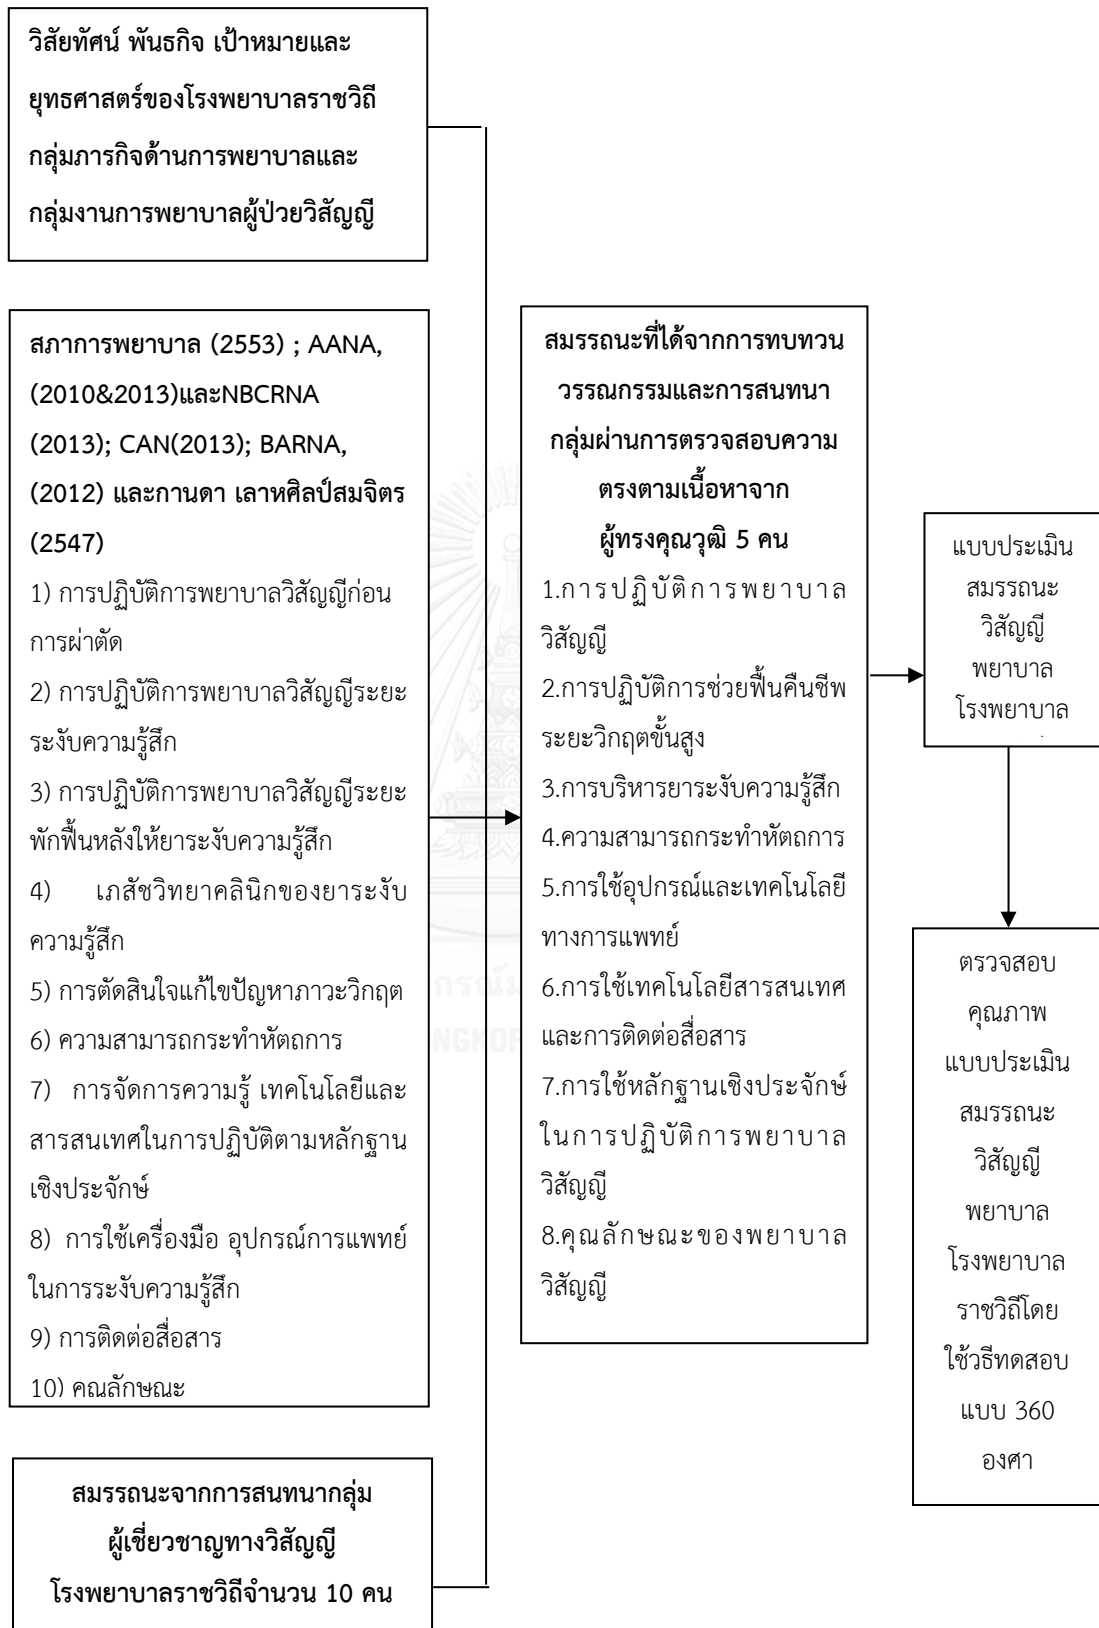 วิสัยทัศน์ พันธกิจ เป้าหมายและ
ยุทธศาสตร์ของโรงพยาบาลราชวิถี
กลุ่มภารกิจด้านการพยาบาลและ
กลุ่มงานการพยาบาลผู้ป่วยวิสัญญี
สภาการพยาบาล (2553) ; AANA,
(2010&2013)และNBCRNA
(2013); CAN(2013); BARNA,
(2012) และกานดา เลาหศิลป์สมจิตร
(2547)
1) การปฏิบัติการพยาบาลวิสัญญีก่อน
การผ่าตัด
2) การปฏิบัติการพยาบาลวิสัญญีระยะ
ระงับความรู้สึก
3) การปฏิบัติการพยาบาลวิสัญญีระยะ
พักฟื้นหลังให้ยาระงับความรู้สึก
4) เภสัชวิทยาคลินิกของยาระงับ
ความรู้สึก
5) การตัดสินใจแก้ไขปัญหาภาวะวิกฤต
6) ความสามารถกระทำหัตถการ
7) การจัดการความรู้ เทคโนโลยีและ
สารสนเทศในการปฏิบัติตามหลักฐาน
เชิงประจักษ์
8) การใช้เครื่องมือ อุปกรณ์การแพทย์
ในการระงับความรู้สึก
9) การติดต่อสื่อสาร
10) คุณลักษณะ
สมรรถนะจากการสนทนากลุ่ม
ผู้เชี่ยวชาญทางวิสัญญี
โรงพยาบาลราชวิถีจำนวน 10 คน
สมรรถนะที่ได้จากการทบทวน
วรรณกรรมและการสนทนา
กลุ่มผ่านการตรวจสอบความ
ตรงตามเนื้อหาจาก
ผู้ทรงคุณวุฒิ 5 คน
1.การปฏิบัติการพยาบาล
วิสัญญี
2.การปฏิบัติการช่วยฟื้นคืนชีพ
ระยะวิกฤตขั้นสูง
3.การบริหารยาระงับความรู้สึก
4.ความสามารถกระทำหัตถการ
5.การใช้อุปกรณ์และเทคโนโลยี
ทางการแพทย์
6.การใช้เทคโนโลยีสารสนเทศ
และการติดต่อสื่อสาร
7.การใช้หลักฐานเชิงประจักษ์
ในการปฏิบัติการพยาบาล
วิสัญญี
8.คุณลักษณะของพยาบาล
วิสัญญี
แบบประเมิน
สมรรถนะ
วิสัญญี
พยาบาล
โรงพยาบาล
ตรวจสอบ
คุณภาพ
แบบประเมิน
สมรรถนะ
วิสัญญี
พยาบาล
โรงพยาบาล
ราชวิถีโดย
ใช้วิธีทดสอบ
แบบ 360
องศา